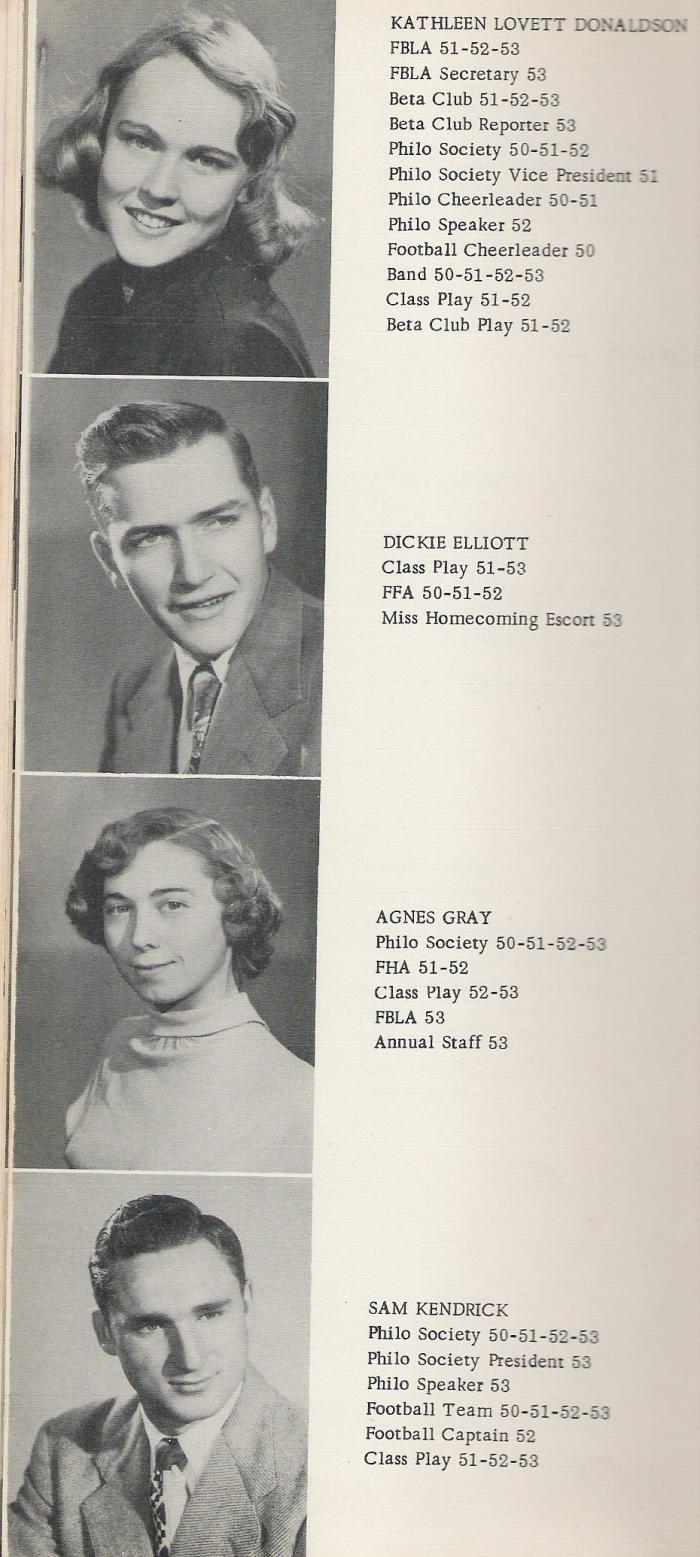 KATHLEEN LOVETT DONALDSON
FBLA 51-52-53
FBLA Secretary 53
Beta Club 51-52-53
Beta Club Reporter 53
Philo Society 50-51-52
Philo Society Vice President 51
Philo Cheerleader 50-51
Philo Speaker 52
Football Cheerleader 50
Band 50-51-52-53
Class Play 51-52
Beta Club Play 51-52
DICKIE ELLIOTT
Class Play 51-53
FFA 50-51-52
Miss Homecoming Escort 53
AGNES GRAY
Philo Society 50-51-52-53
FHA 51-52
Class Play 52-53
FBLA 53
Annual Staff 53
SAM KENDRICK
Philo Society 50-51-52-53
Philo Society President 53
Philo Speaker 53
Football Team 50-51-52-53
Football Captain 52
Class Play 51-52-53